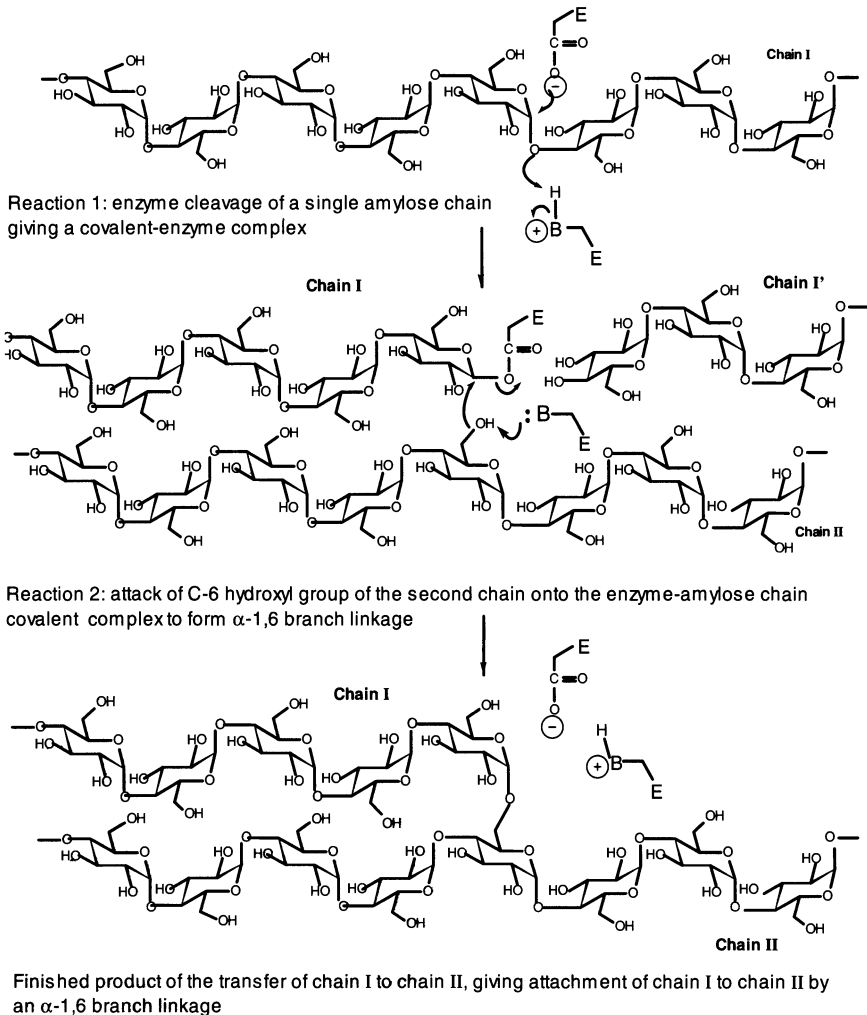 Chain I
Reaction 1: enzyme cleavage of a single amylose chain
giving a covalent-enzyme complex
Chain I
Chain I’
Chain II
Reaction 2: attack of C-6 hydroxyl group of the second chain onto the enzyme-amylose chain
covalent complex to form α-1,6 branch linkage
Chain I
Chain II
Finished product of the transfer of chain I to chain II, giving attachment of chain I to chain II by
an α-1,6 branch linkage